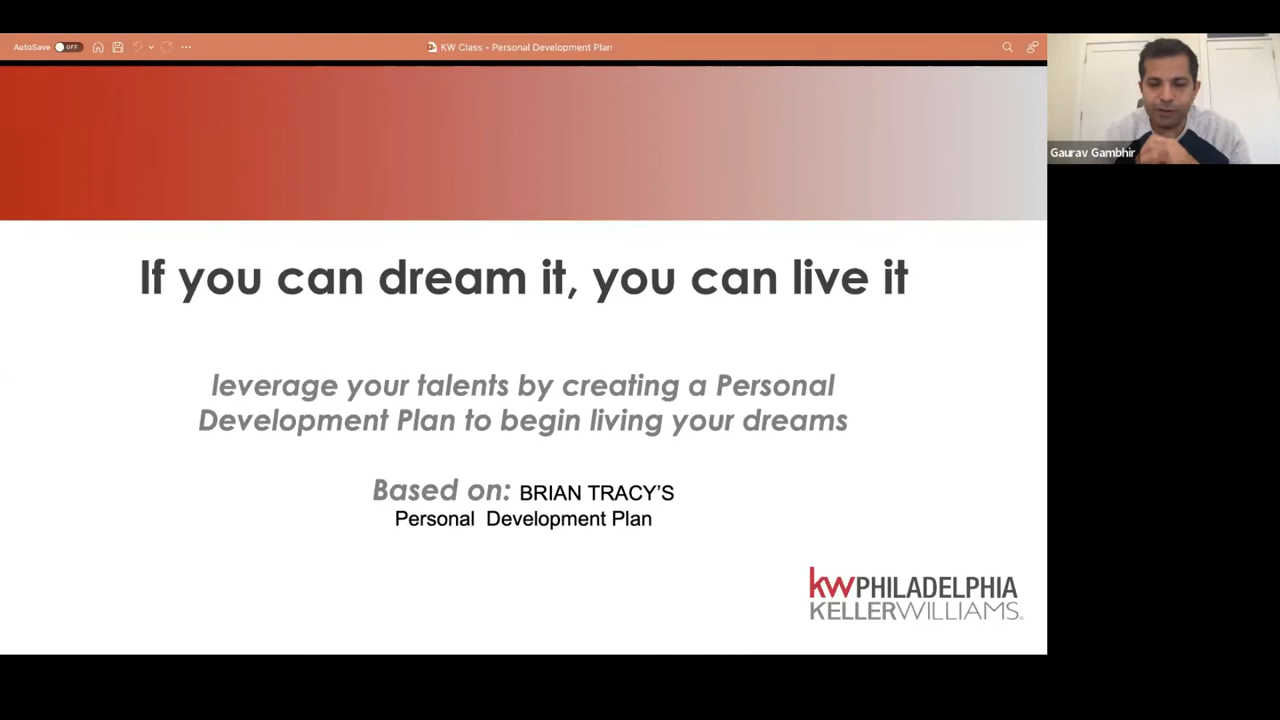 AutoSave OFF
KW Class - Personal Development Plan
Gaurav Gambhir
If you can dream it, you can live it
leverage your talents by creating a Personal
Development Plan to begin living your dreams
Based on: BRIAN TRACY'S
Personal Development Plan
kwPHILADELPHIA
KELLERWILLIAMS®